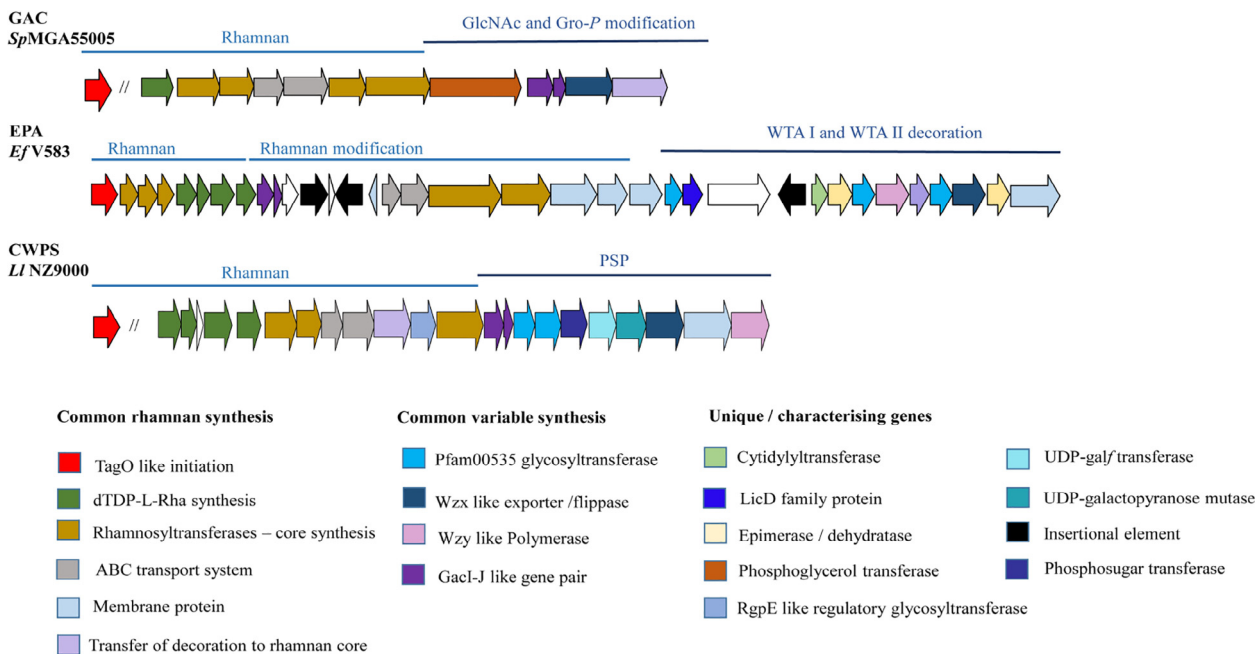 GAC
SpMGA55005
Rhamnan
GlcNAc and Gro-P modification
//
EPA
Ef V583
Rhamnan
Rhamnan modification
WTA I and WTA II decoration
CWPS
Ll NZ9000
Rhamnan
PSP
//
Common rhamnan synthesis
TagO like initiation
dTDP-L-Rha synthesis
Rhamnosyltransferases – core synthesis
ABC transport system
Membrane protein
Transfer of decoration to rhamnan core
Common variable synthesis
Pfam00535 glycosyltransferase
Wzx like exporter /flippase
Wzy like Polymerase
GacI-J like gene pair
Unique / characterising genes
Cytidylyltransferase
LicD family protein
Epimerase / dehydratase
Phosphoglycerol transferase
RgpE like regulatory glycosyltransferase
UDP-galf transferase
UDP-galactopyranose mutase
Insertional element
Phosphosugar transferase